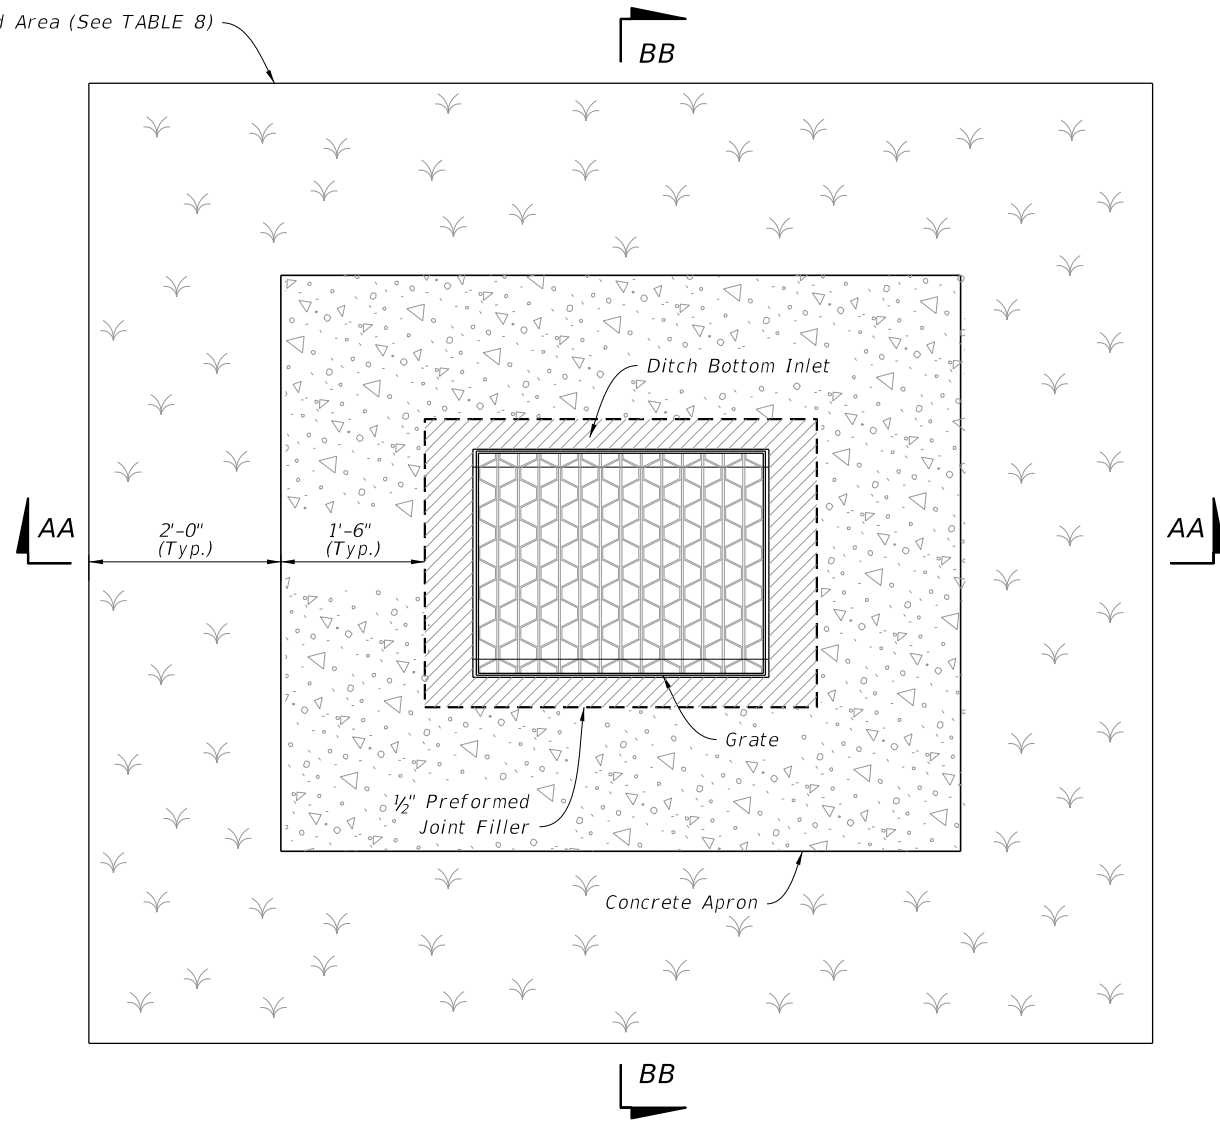 Area (See TABLE 8)
BB
Ditch Bottom Inlet
AA
2'-0"
(Typ.)
1'-6"
(Typ.)
AA
Grate
½" Preformed
Joint Filler
Concrete Apron
BB